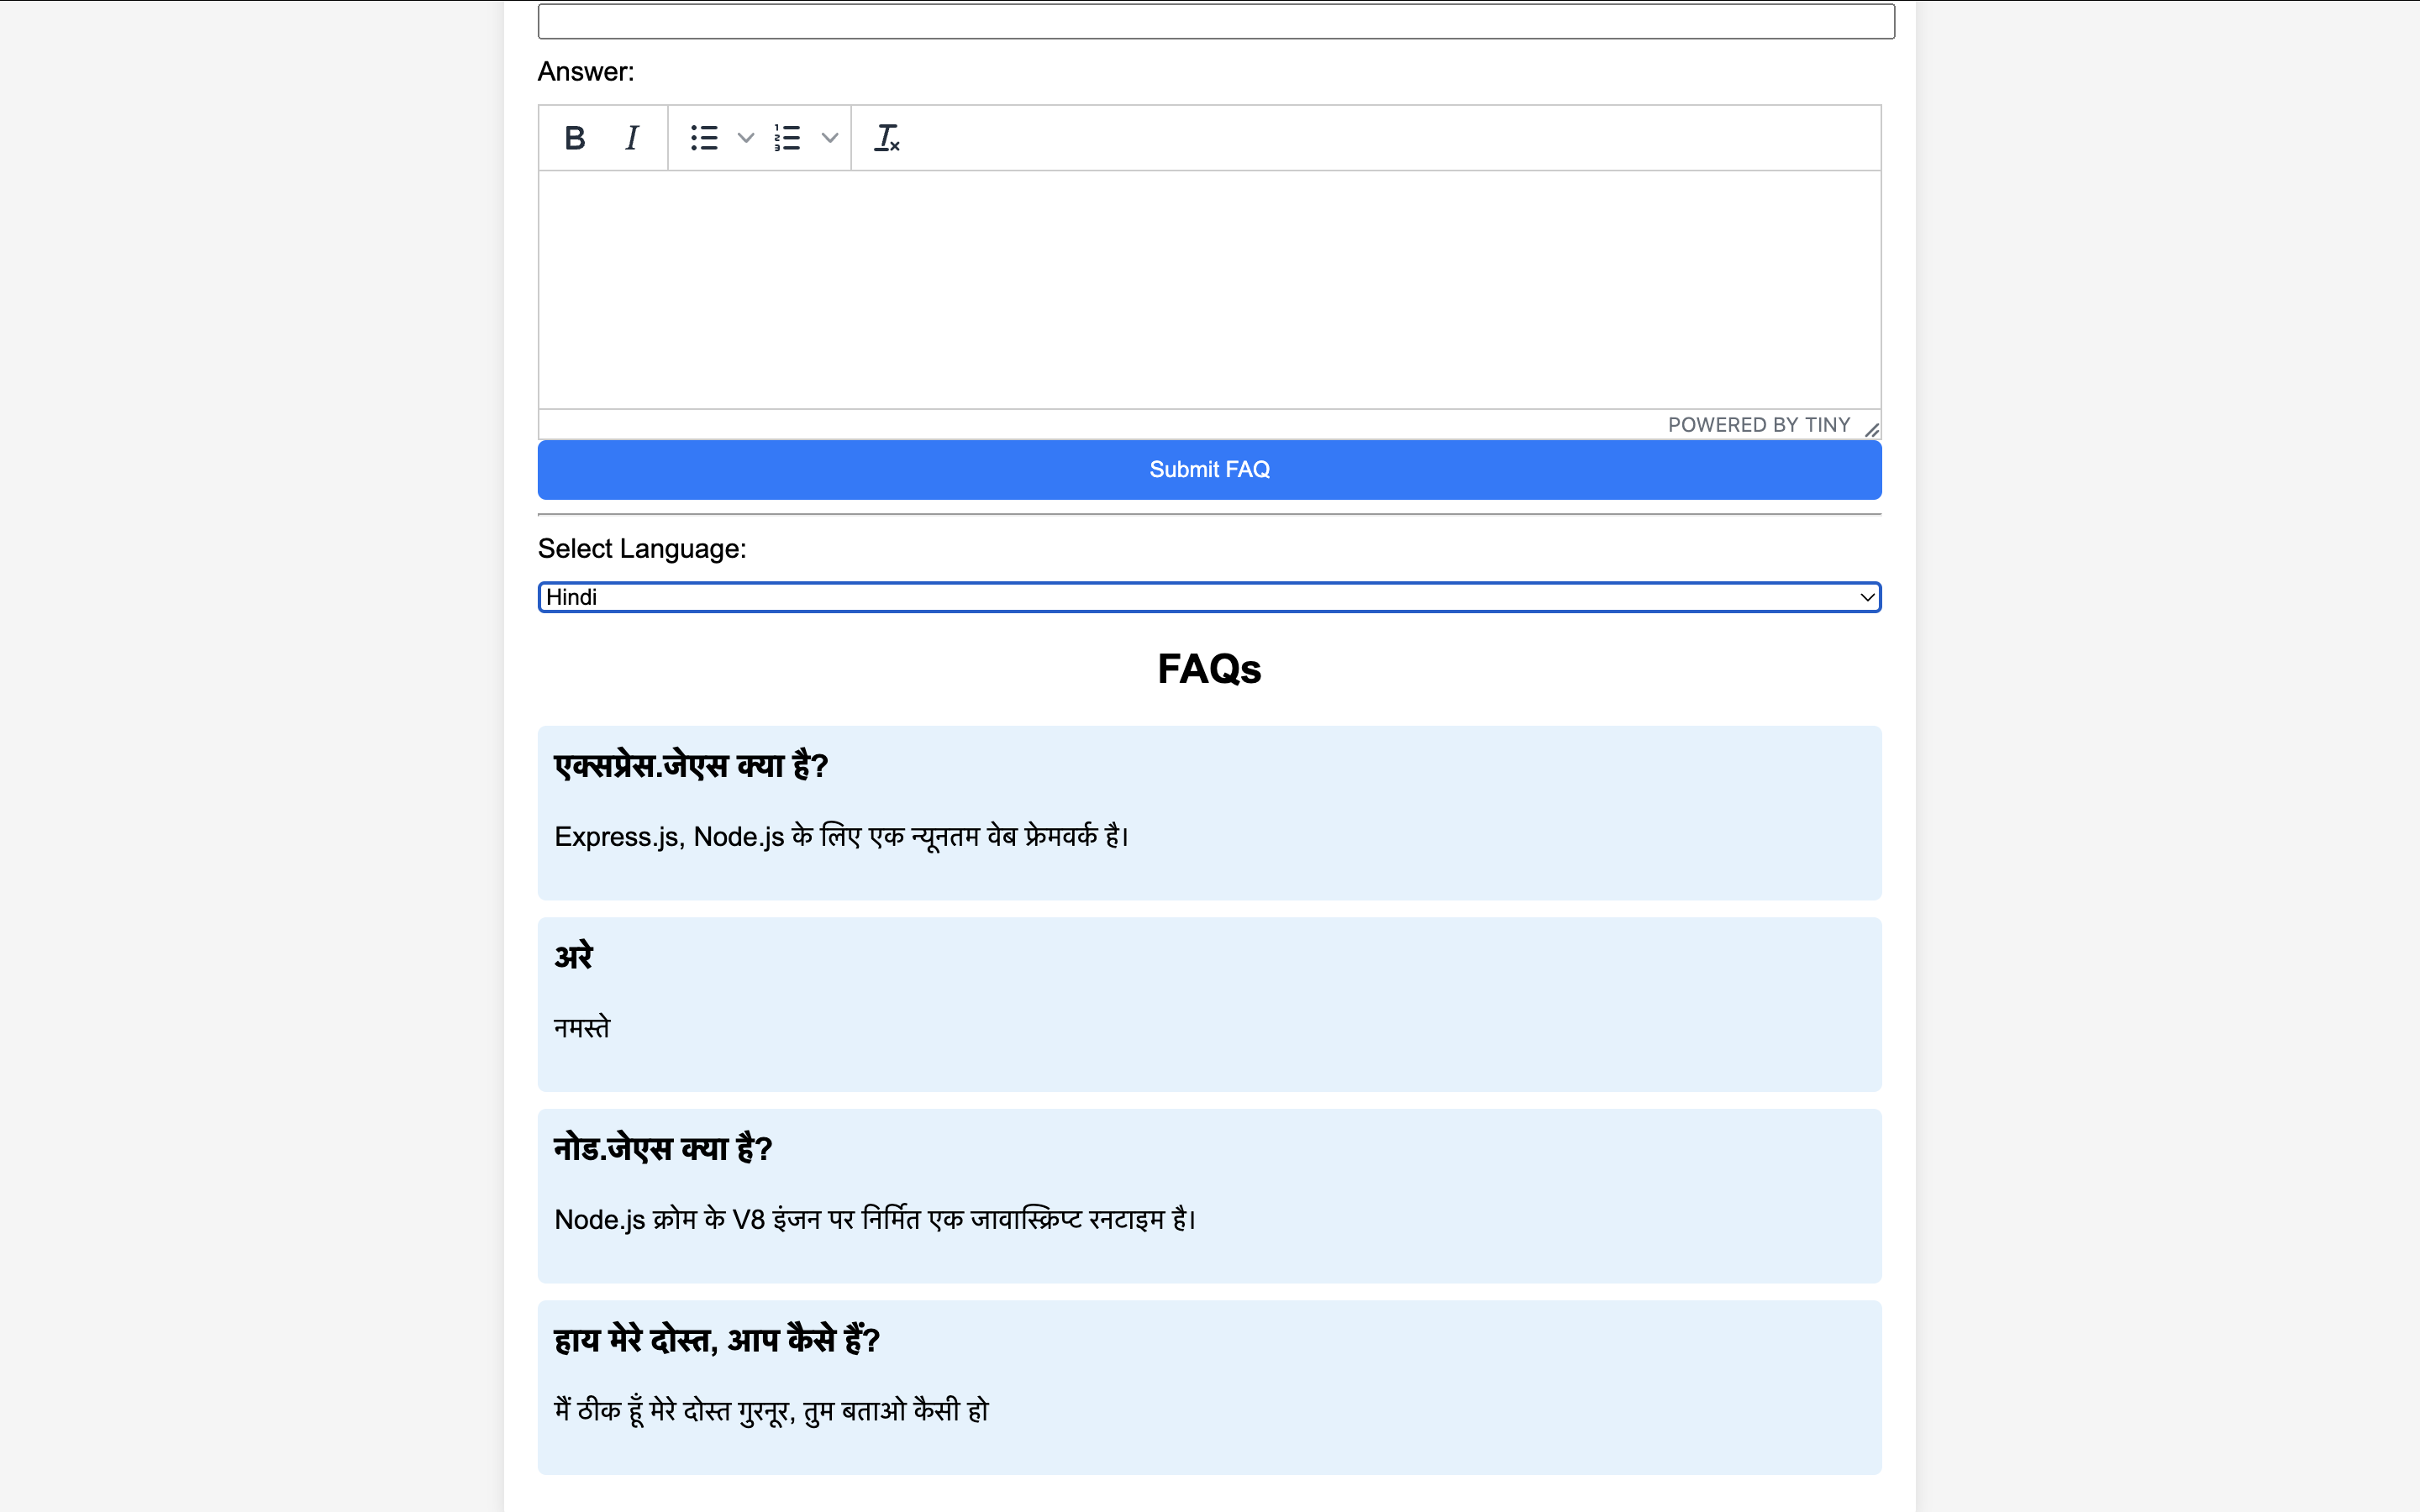 Answer:
B I
POWERED BY TINY
Submit FAQ
Select Language:
Hindi
FAQs
एक्सप्रेस.जेएस क्या है?
Express.js, Node.js के लिए एक न्यूनतम वेब फ्रेमवर्क है।
अरे
नमस्ते
नोड.जेएस क्या है?
Node.js क्रोम के V8 इंजन पर निर्मित एक जावास्क्रिप्ट रनटाइम है।
हाय मेरे दोस्त, आप कैसे हैं?
मैं ठीक हूँ मेरे दोस्त गुरनूर, तुम बताओ कैसी हो